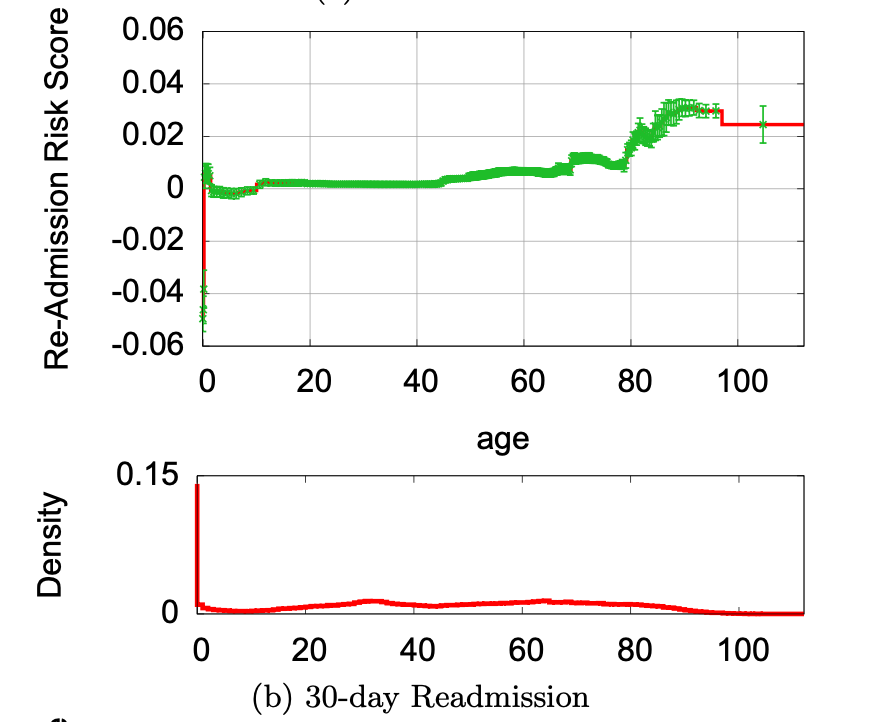 0.06
0.04
0.02
0
-0.02
-0.04
-0.06
Re-Admission Risk Score
0 20 40 60 80 100
age
0.15
0
Density
0 20 40 60 80 100
(b) 30-day Readmission